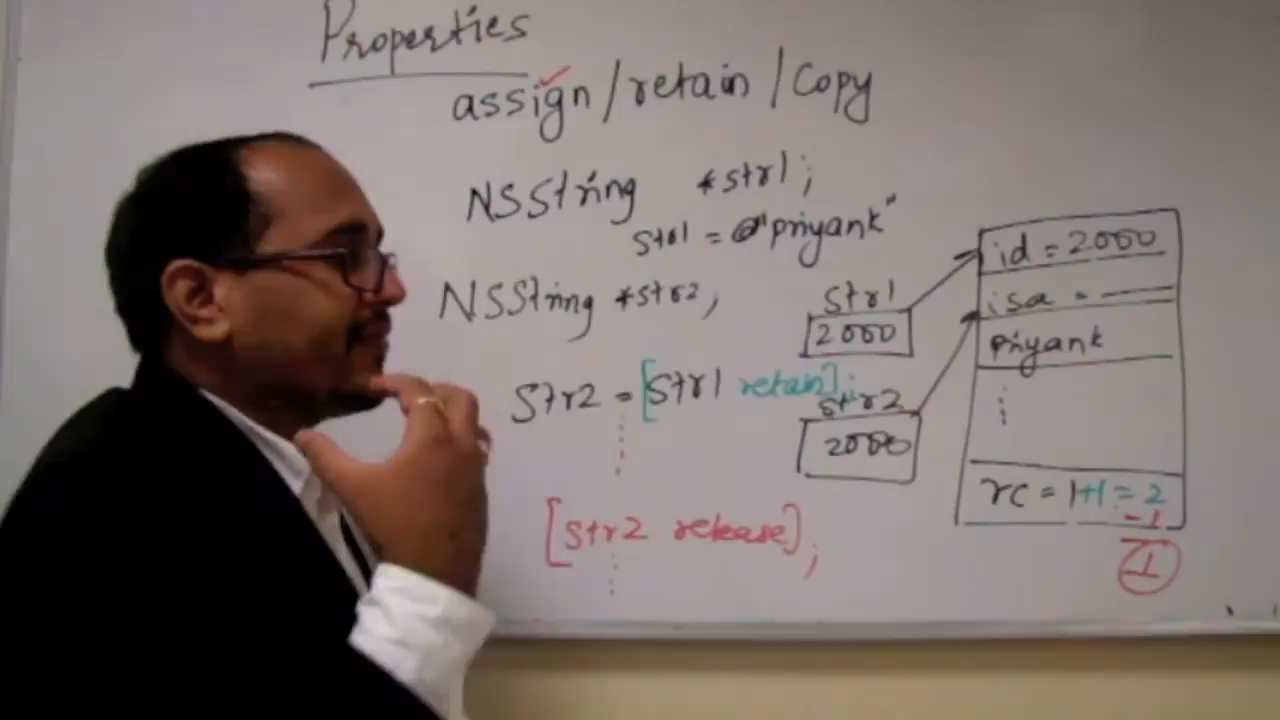 Properties
assign / retain / Copy
NSString *str1;
str1 = @"Priyank"
NSString *str2;
str2 = [str1 retain];
[str2 release];
str1
2000
str2
2000
id = 2000
isa =
Priyank
rc = 1+1=2
-1
1